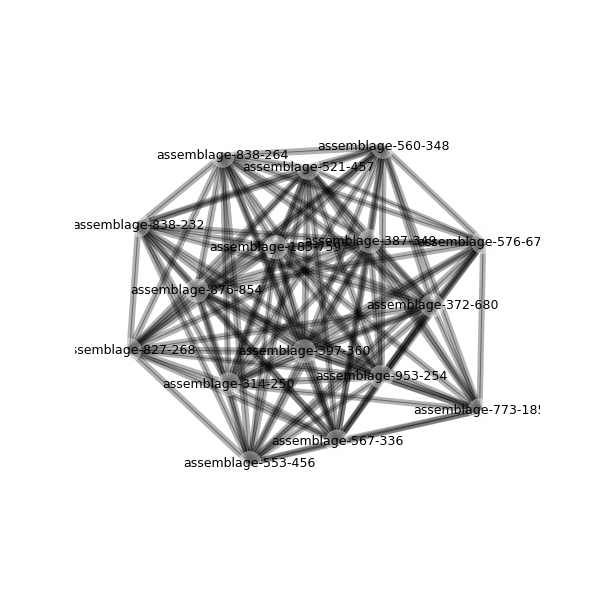 assemblage-560-348
assemblage-838-264
assemblage-521-457
assemblage-838-232
assemblage-387-349
assemblage-576-67
assemblage-185-759
assemblage-876-854
assemblage-372-680
ssemblage-827-268
assemblage-397-360
assemblage-953-254
assemblage-314-250
assemblage-773-185
assemblage-567-336
assemblage-553-456